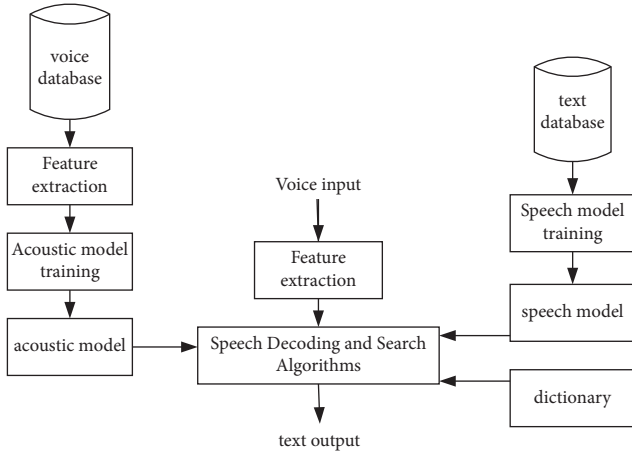 voice
database
Feature
extraction
Acoustic model
training
acoustic model
Voice input
Feature
extraction
Speech Decoding and Search
Algorithms
text output
text
database
Speech model
training
speech model
dictionary